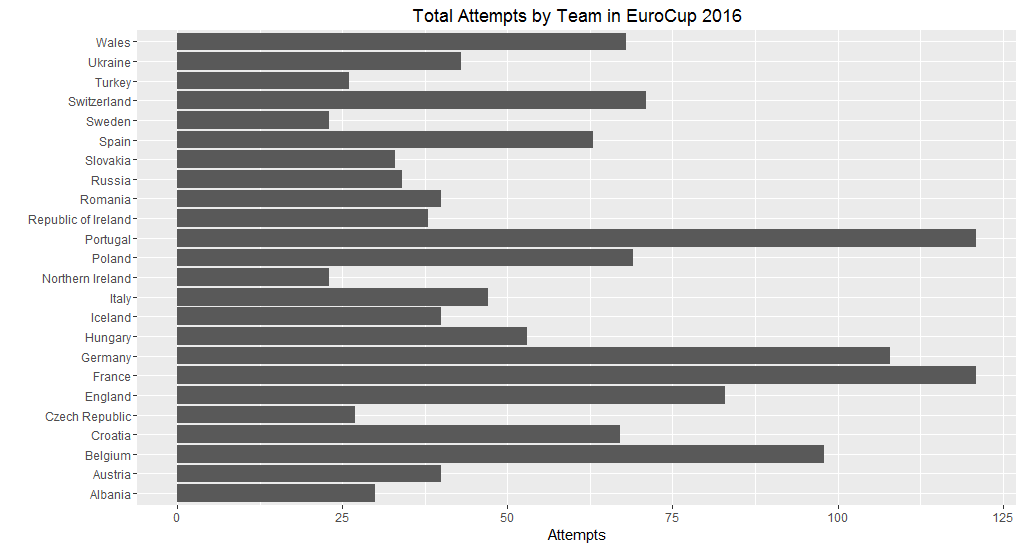 Total Attempts by Team in EuroCup 2016
Wales
Ukraine
Turkey
Switzerland
Sweden
Spain
Slovakia
Russia
Romania
Republic of Ireland
Portugal
Poland
Northern Ireland
Italy
Iceland
Hungary
Germany
France
England
Czech Republic
Croatia
Belgium
Austria
Albania
0 25 50 75 100 125
Attempts